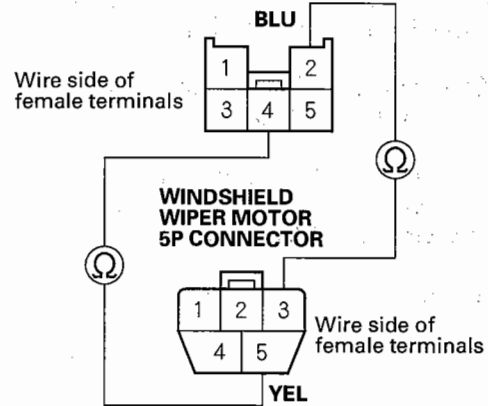 BLU
1 2
Wire side of
female terminals
3 4 5
Ω
WINDSHIELD
WIPER MOTOR
5P CONNECTOR
Ω
1 2 3
Wire side of
female terminals
4 5
YEL